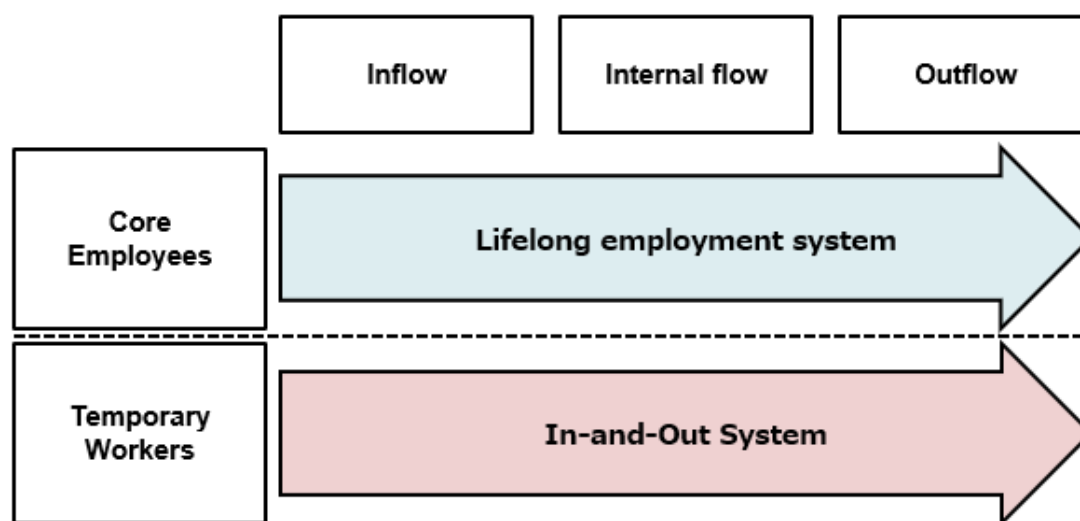 Inflow
Internal flow
Outflow
Core
Employees
Lifelong employment system
Temporary
Workers
In-and-Out System